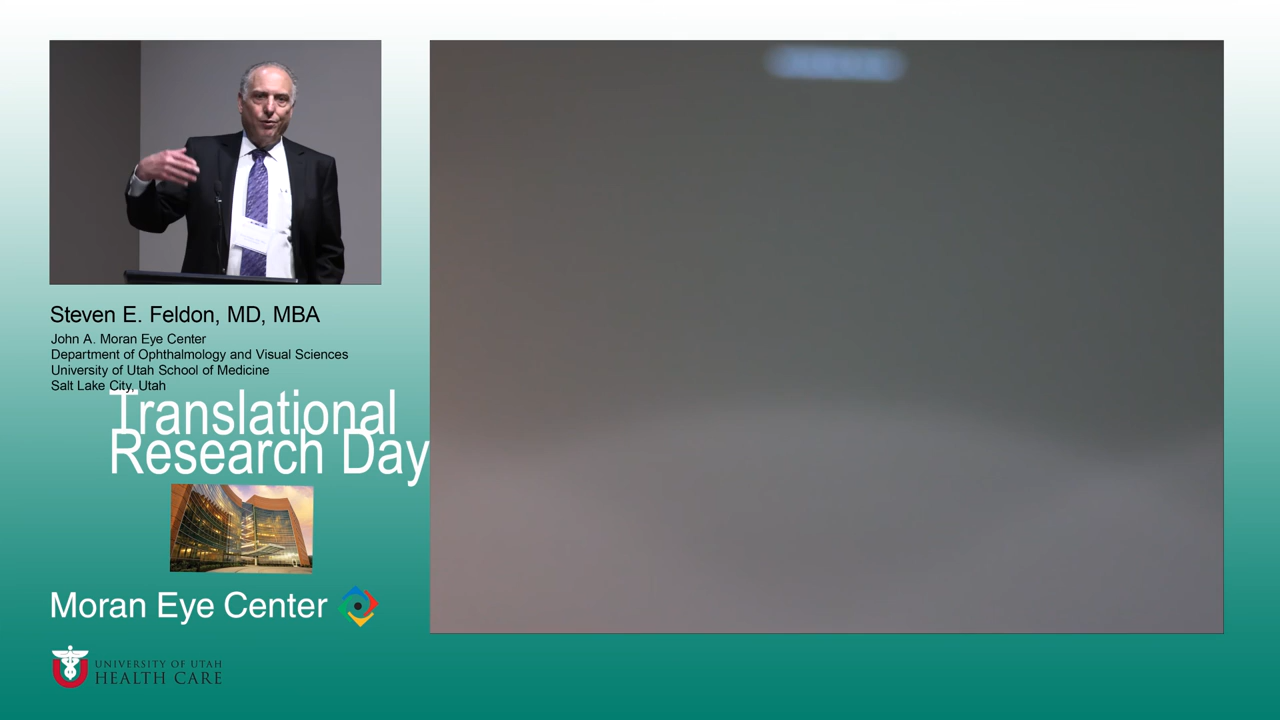 Steven E. Feldon, MD, MBA
John A. Moran Eye Center
Department of Ophthalmology and Visual Sciences
University of Utah School of Medicine
Salt Lake City, Utah
Translational
Research Day
Moran Eye Center
UNIVERSITY OF UTAH
HEALTH CARE